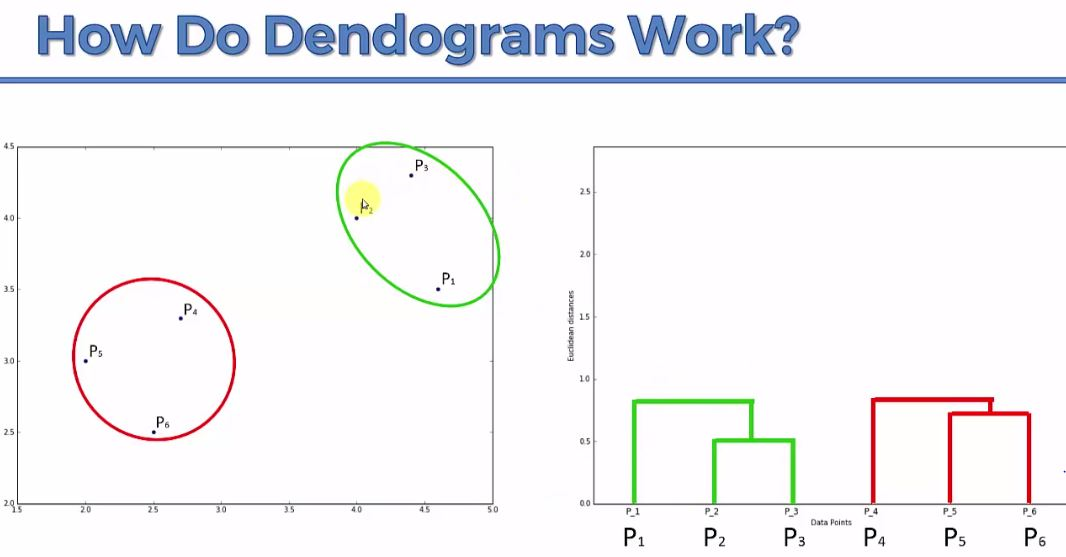 How Do Dendograms Work?
4.5
4.0
3.5
3.0
2.5
2.0
1.5
2.0
2.5
3.0
3.5
4.0
4.5
5.0
P3
P2
P1
P4
P5
P6
2.5
2.0
1.5
1.0
0.5
0.0
Euclidean distances
P_1
P_2
P_3
P_4
P_5
P_6
Data Points
P1
P2
P3
P4
P5
P6